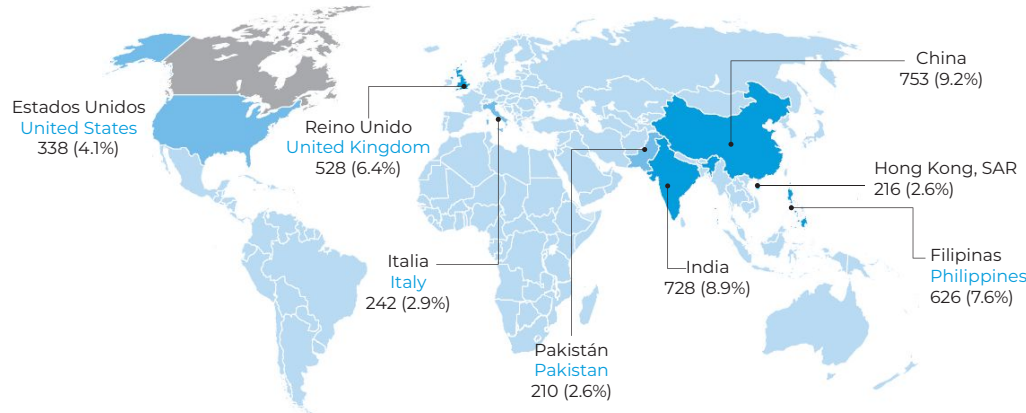 Estados Unidos
United States
338 (4.1%)
Reino Unido
United Kingdom
528 (6.4%)
Italia
Italy
242 (2.9%)
Pakistán
Pakistan
210 (2.6%)
India
728 (8.9%)
China
753 (9.2%)
Hong Kong, SAR
216 (2.6%)
Filipinas
Philippines
626 (7.6%)